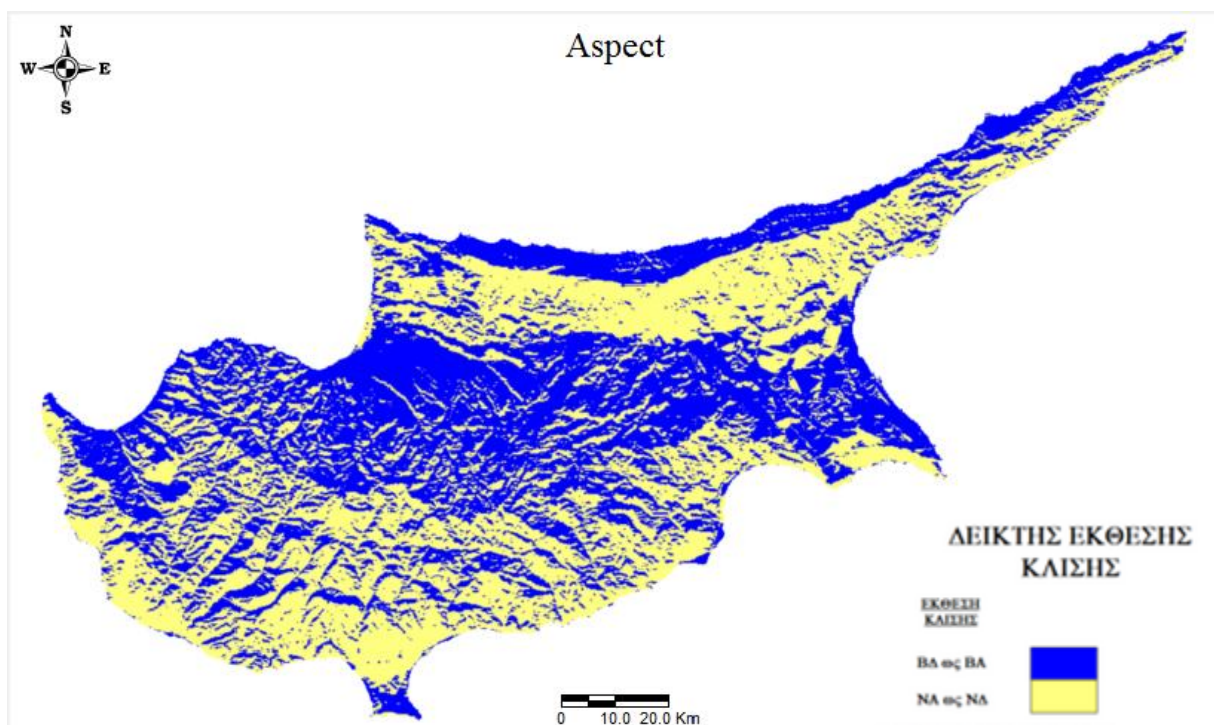 Aspect
N
W E
S
ΔΕΙΚΤΗΣ ΕΚΘΕΣΗΣ
ΚΛΙΣΗΣ
ΕΚΘΕΣΗ
ΚΛΙΣΗΣ
ΒΔ ως ΒΑ
ΝΑ ως ΝΔ
0 10.0 20.0 Km